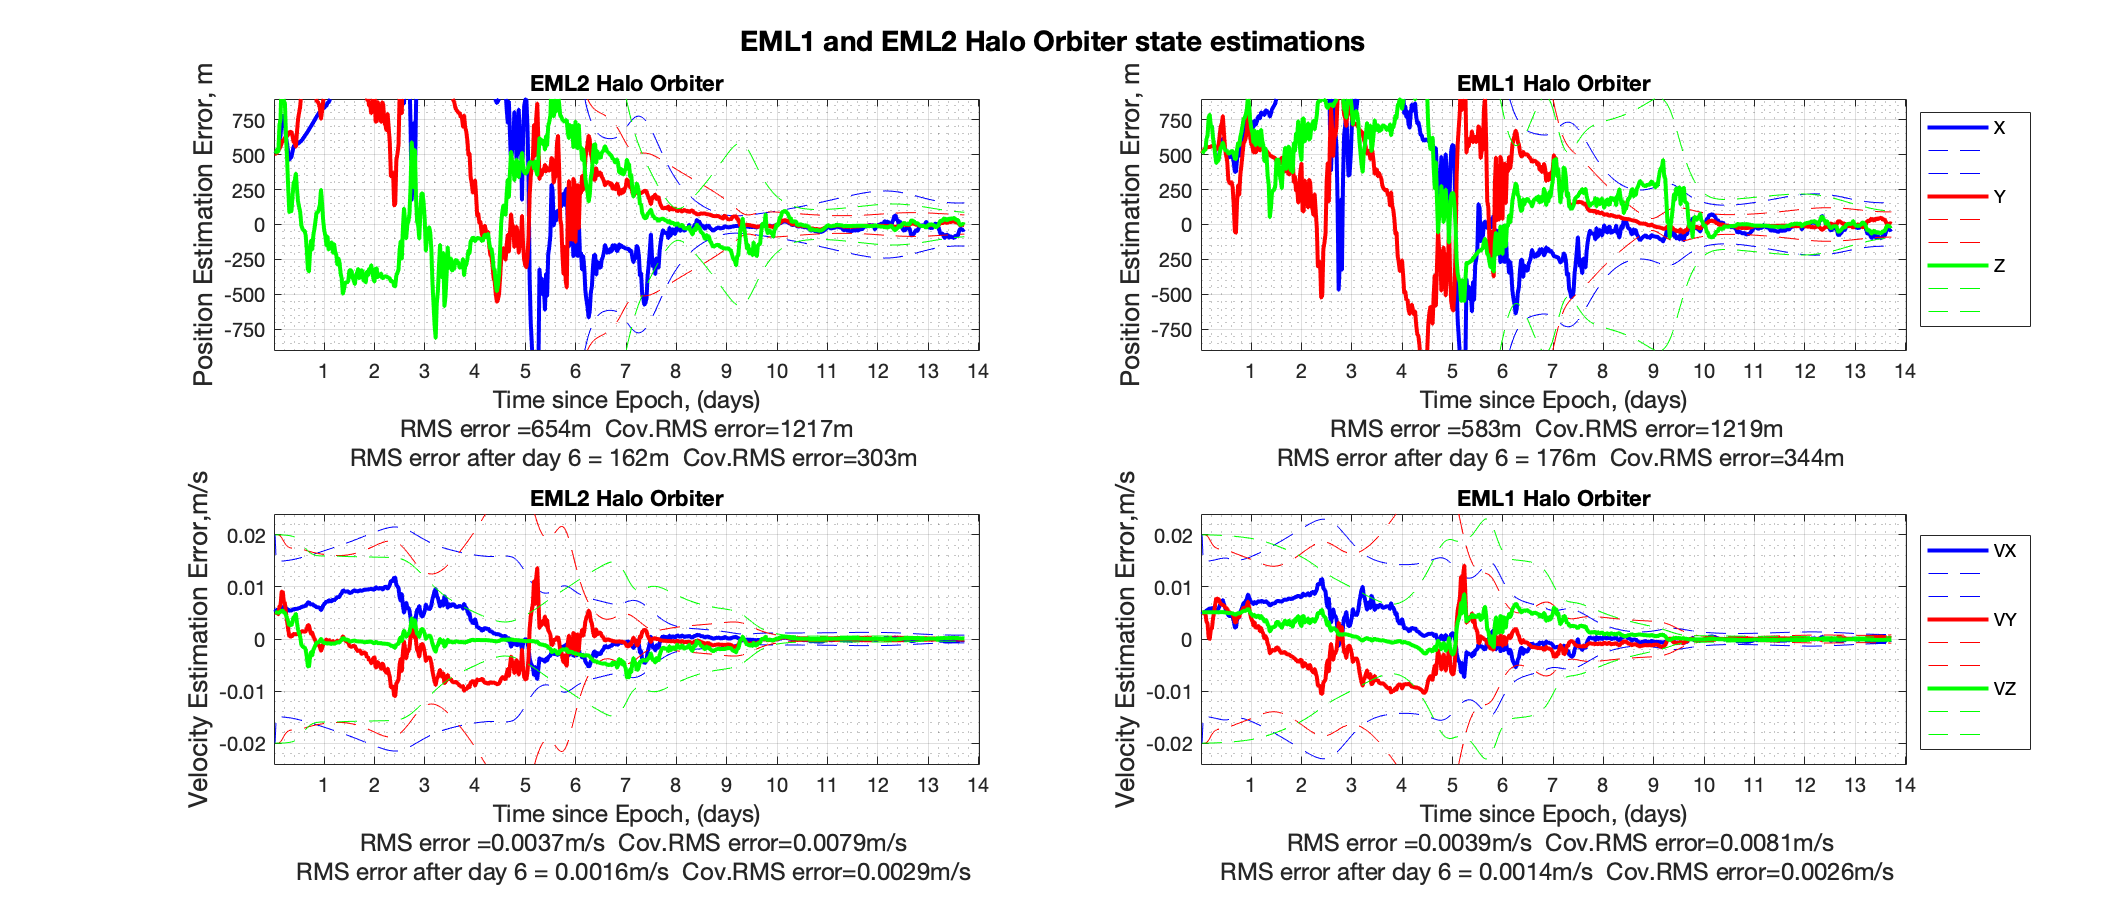 EML1 and EML2 Halo Orbiter state estimations
EML2 Halo Orbiter
Position Estimation Error, m
750
500
250
0
-250
-500
-750
1 2 3 4 5 6 7 8 9 10 11 12 13 14
Time since Epoch, (days)
RMS error =654m Cov.RMS error=1217m
RMS error after day 6 = 162m Cov.RMS error=303m
EML1 Halo Orbiter
Position Estimation Error, m
750
500
250
0
250
-500
-750
1 2 3 4 5 6 7 8 9 10 11 12 13 14
Time since Epoch, (days)
RMS error =583m Cov.RMS error=1219m
RMS error after day 6 = 176m Cov.RMS error=344m
X
Y
Z
EML2 Halo Orbiter
Velocity Estimation Error,m/s
0.02
0.01
0
-0.01
-0.02
1 2 3 4 5 6 7 8 9 10 11 12 13 14
Time since Epoch, (days)
RMS error =0.0037m/s Cov.RMS error=0.0079m/s
RMS error after day 6 = 0.0016m/s Cov.RMS error=0.0029m/s
EML1 Halo Orbiter
Velocity Estimation Error,m/s
0.02
0.01
0
-0.01
-0.02
1 2 3 4 5 6 7 8 9 10 11 12 13 14
Time since Epoch, (days)
RMS error =0.0039m/s Cov.RMS error=0.0081m/s
RMS error after day 6 = 0.0014m/s Cov.RMS error=0.0026m/s
VX
VY
VZ